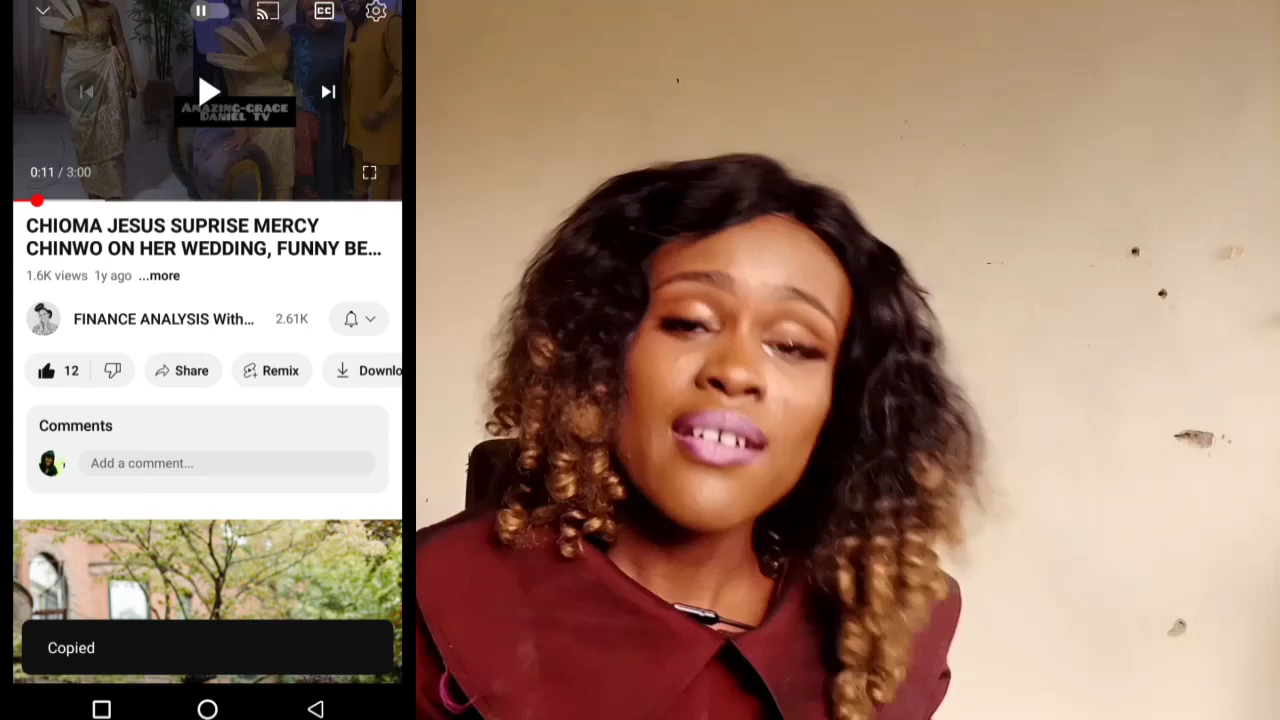 CC
AMAZING-GRACE
DANIEL TV
0:11 / 3:00
CHIOMA JESUS SUPRISE MERCY
CHINWO ON HER WEDDING, FUNNY BE...
1.6K views 1y ago ...more
FINANCE ANALYSIS With... 2.61K
12 Share Remix Downlo
Comments
Add a comment...
Copied